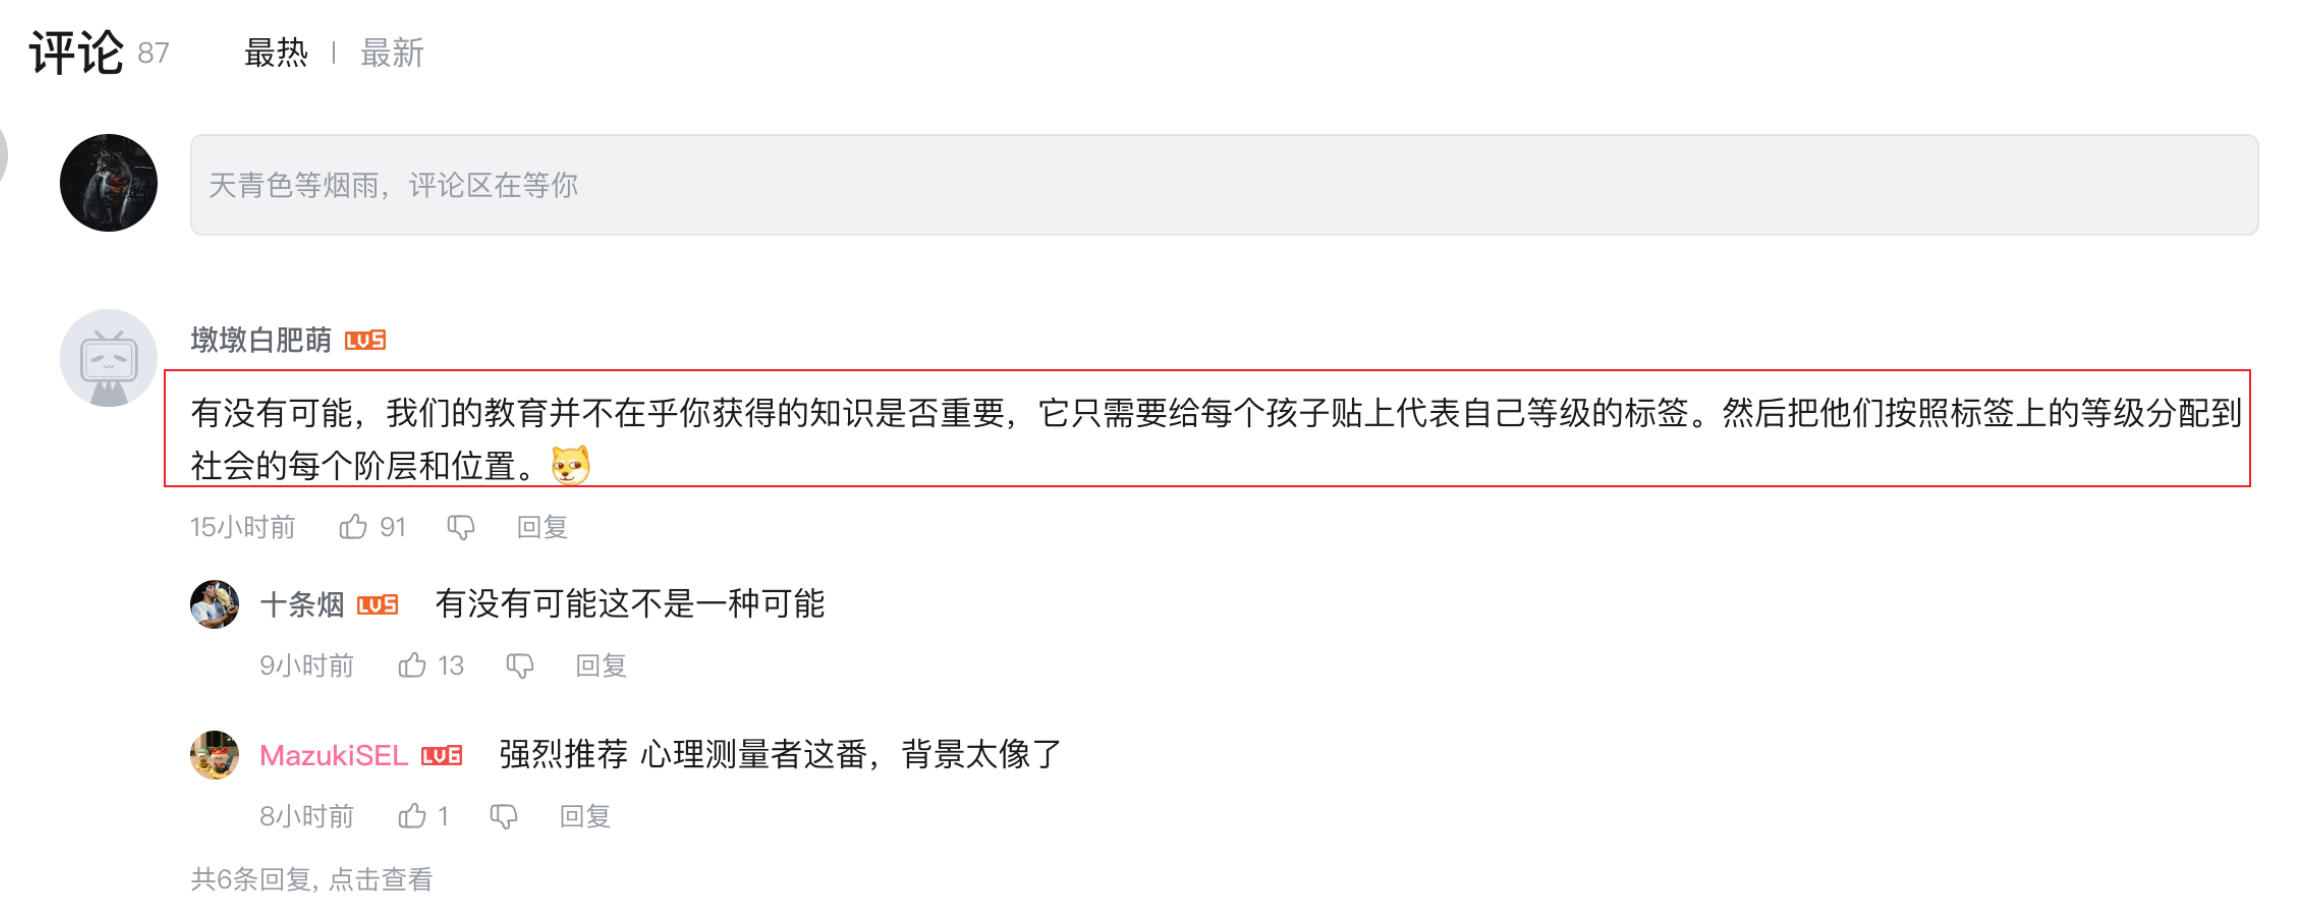 评论 87 最热 | 最新
天青色等烟雨，评论区在等你
墩墩白肥萌 LV5
有没有可能，我们的教育并不在乎你获得的知识是否重要，它只需要给每个孩子贴上代表自己等级的标签。然后把他们按照标签上的等级分配到
社会的每个阶层和位置。
15小时前 91 回复
十条烟 LV5 有没有可能这不是一种可能
9小时前 13 回复
MazukiSEL LV6 强烈推荐 心理测量者这番，背景太像了
8小时前 1 回复
共6条回复, 点击查看